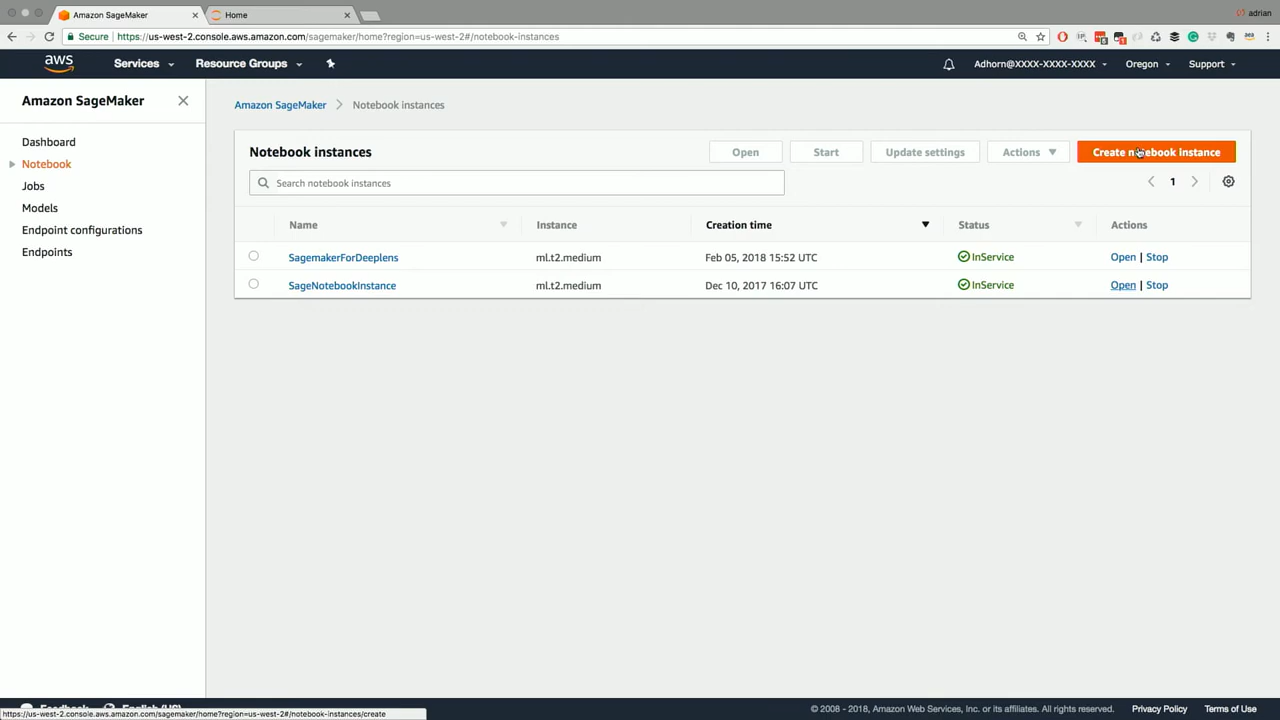 Amazon SageMaker
Home
adrian
Secure https://us-west-2.console.aws.amazon.com/sagemaker/home?region=us-west-2#/notebook-instances
aws Services Resource Groups Adhorn@XXXX-XXXX-XXXX Oregon Support
Amazon SageMaker
Dashboard
Notebook
Jobs
Models
Endpoint configurations
Endpoints
Amazon SageMaker Notebook instances
Notebook instances Open Start Update settings Actions Create notebook instance
Search notebook instances 1
Name Instance Creation time Status Actions
SagemakerForDeeplens ml.t2.medium Feb 05, 2018 15:52 UTC InService Open | Stop
SageNotebookInstance ml.t2.medium Dec 10, 2017 16:07 UTC InService Open | Stop
Feedback English (US) © 2008 - 2018, Amazon Web Services, Inc. or its affiliates. All rights reserved. Privacy Policy Terms of Use
https://us-west-2.console.aws.amazon.com/sagemaker/home?region=us-west-2#/notebook-instances/create